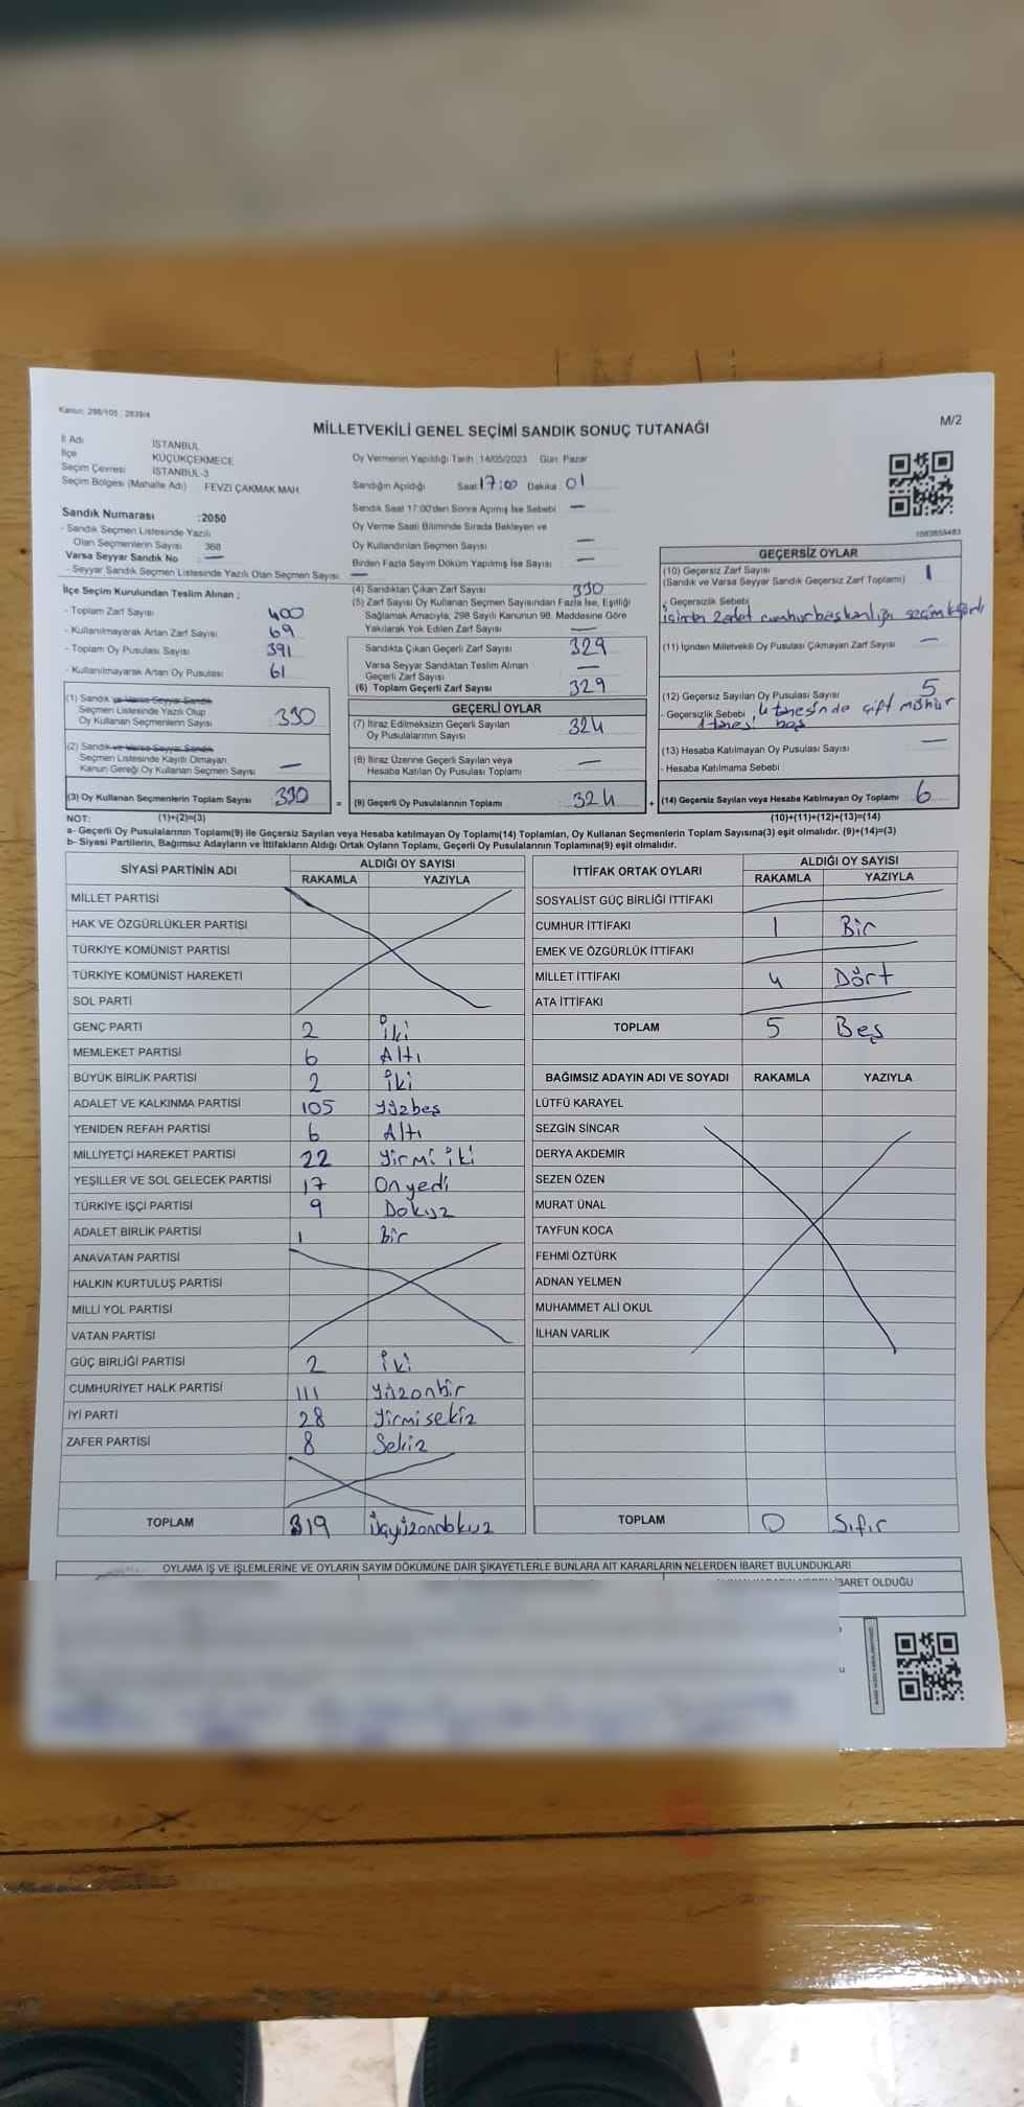 Kanun: 298/105 : 2839/4
M/2
MİLLETVEKİLİ GENEL SEÇİMİ SANDIK SONUÇ TUTANAĞI
İl Adı İSTANBUL
İlçe KÜÇÜKÇEKMECE
Seçim Çevresi İSTANBUL-3
Seçim Bölgesi (Mahalle Adı) FEVZİ ÇAKMAK MAH.
Sandık Numarası :2050
- Sandık Seçmen Listesinde Yazılı
Olan Seçmenlerin Sayısı 368
Varsa Seyyar Sandık No —
- Seyyar Sandık Seçmen Listesinde Yazılı Olan Seçmen Sayısı —
Oy Vermenin Yapıldığı Tarih :14/05/2023 Gün: Pazar
Sandığın Açıldığı Saat 17:00 Dakika 01
Sandık Saat 17:00'den Sonra Açılmış İse Sebebi —
Oy Verme Saati Bitiminde Sırada Bekleyen ve
Oy Kullandırılan Seçmen Sayısı —
Birden Fazla Sayım Döküm Yapılmış İse Sayısı —
İlçe Seçim Kurulundan Teslim Alınan ;
- Toplam Zarf Sayısı 400
- Kullanılmayarak Artan Zarf Sayısı 69
- Toplam Oy Pusulası Sayısı 391
- Kullanılmayarak Artan Oy Pusulası 61
(1) Sandık ve Varsa Seyyar Sandık
Seçmen Listesinde Yazılı Olup
Oy Kullanan Seçmenlerin Sayısı 330
(2) Sandık ve Varsa Seyyar Sandık
Seçmen Listesinde Kayıtlı Olmayan
Kanun Gereği Oy Kullanan Seçmen Sayısı —
(3) Oy Kullanan Seçmenlerin Toplam Sayısı 330 =
(1)+(2)=(3)
(4) Sandıktan Çıkan Zarf Sayısı 330
(5) Zarf Sayısı Oy Kullanan Seçmen Sayısından Fazla İse, Eşitliği
Sağlamak Amacıyla, 298 Sayılı Kanunun 98. Maddesine Göre
Yakılarak Yok Edilen Zarf Sayısı —
Sandıkta Çıkan Geçerli Zarf Sayısı 329
Varsa Seyyar Sandıktan Teslim Alınan
Geçerli Zarf Sayısı —
(6) Toplam Geçerli Zarf Sayısı 329
GEÇERLİ OYLAR
(7) İtiraz Edilmeksizin Geçerli Sayılan
Oy Pusulalarının Sayısı 324
(8) İtiraz Üzerine Geçerli Sayılan veya
Hesaba Katılan Oy Pusulası Toplamı —
(9) Geçerli Oy Pusulalarının Toplamı 324 +
GEÇERSİZ OYLAR
(10) Geçersiz Zarf Sayısı 1
(Sandık ve Varsa Seyyar Sandık Geçersiz Zarf Toplamı)
- Geçersizlik Sebebi
içinden 2 adet cumhurbaşkanlığı seçim
(11) İçinden Milletvekili Oy Pusulası Çıkmayan Zarf Sayısı —
(12) Geçersiz Sayılan Oy Pusulası Sayısı 5
- Geçersizlik Sebebi 4 tanesinde çift mühür
1 tanesi boş
(13) Hesaba Katılmayan Oy Pusulası Sayısı —
- Hesaba Katılmama Sebebi
(14) Geçersiz Sayılan veya Hesaba Katılmayan Oy Toplamı 6
(10)+(11)+(12)+(13)=(14)
NOT:
a- Geçerli Oy Pusulalarının Toplamı(9) ile Geçersiz Sayılan veya Hesaba katılmayan Oy Toplamı(14) Toplamları, Oy Kullanan Seçmenlerin Toplam Sayısına(3) eşit olmalıdır. (9)+(14)=(3)
b- Siyasi Partilerin, Bağımsız Adayların ve İttifakların Aldığı Ortak Oyların Toplamı, Geçerli Oy Pusulalarının Toplamına(9) eşit olmalıdır.
SİYASİ PARTİNİN ADI ALDIĞI OY SAYISI
RAKAMLA YAZIYLA
MİLLET PARTİSİ
HAK VE ÖZGÜRLÜKLER PARTİSİ
TÜRKİYE KOMÜNİST PARTİSİ
TÜRKİYE KOMÜNİST HAREKETİ
SOL PARTİ
GENÇ PARTİ 2 İki
MEMLEKET PARTİSİ 6 Altı
BÜYÜK BİRLİK PARTİSİ 2 İki
ADALET VE KALKINMA PARTİSİ 105 Yüzbeş
YENİDEN REFAH PARTİSİ 6 Altı
MİLLİYETÇİ HAREKET PARTİSİ 22 Yirmi iki
YEŞİLLER VE SOL GELECEK PARTİSİ 17 Onyedi
TÜRKİYE İŞÇİ PARTİSİ 9 Dokuz
ADALET BİRLİK PARTİSİ 1 Bir
ANAVATAN PARTİSİ
HALKIN KURTULUŞ PARTİSİ
MİLLİ YOL PARTİSİ
VATAN PARTİSİ
GÜÇ BİRLİĞİ PARTİSİ 2 İki
CUMHURİYET HALK PARTİSİ 111 Yüzonbir
İYİ PARTİ 28 Yirmisekiz
ZAFER PARTİSİ 8 Sekiz
TOPLAM 319 Üçyüzondokuz
İTTİFAK ORTAK OYLARI ALDIĞI OY SAYISI
RAKAMLA YAZIYLA
SOSYALİST GÜÇ BİRLİĞİ İTTİFAKI
CUMHUR İTTİFAKI 1 Bir
EMEK VE ÖZGÜRLÜK İTTİFAKI
MİLLET İTTİFAKI 4 Dört
ATA İTTİFAKI
TOPLAM 5 Beş
BAĞIMSIZ ADAYIN ADI VE SOYADI RAKAMLA YAZIYLA
LÜTFÜ KARAYEL
SEZGİN SİNCAR
DERYA AKDEMİR
SEZEN ÖZEN
MURAT ÜNAL
TAYFUN KOCA
FEHMİ ÖZTÜRK
ADNAN YELMEN
MUHAMMET ALİ OKUL
İLHAN VARLIK
TOPLAM 0 Sıfır
OYLAMA İŞ VE İŞLEMLERİNE VE OYLARIN SAYIM DÖKÜMÜNE DAİR ŞİKAYETLERLE BUNLARA AİT KARARLARIN NELERDEN İBARET BULUNDUKLARI
BARET OLDUĞU